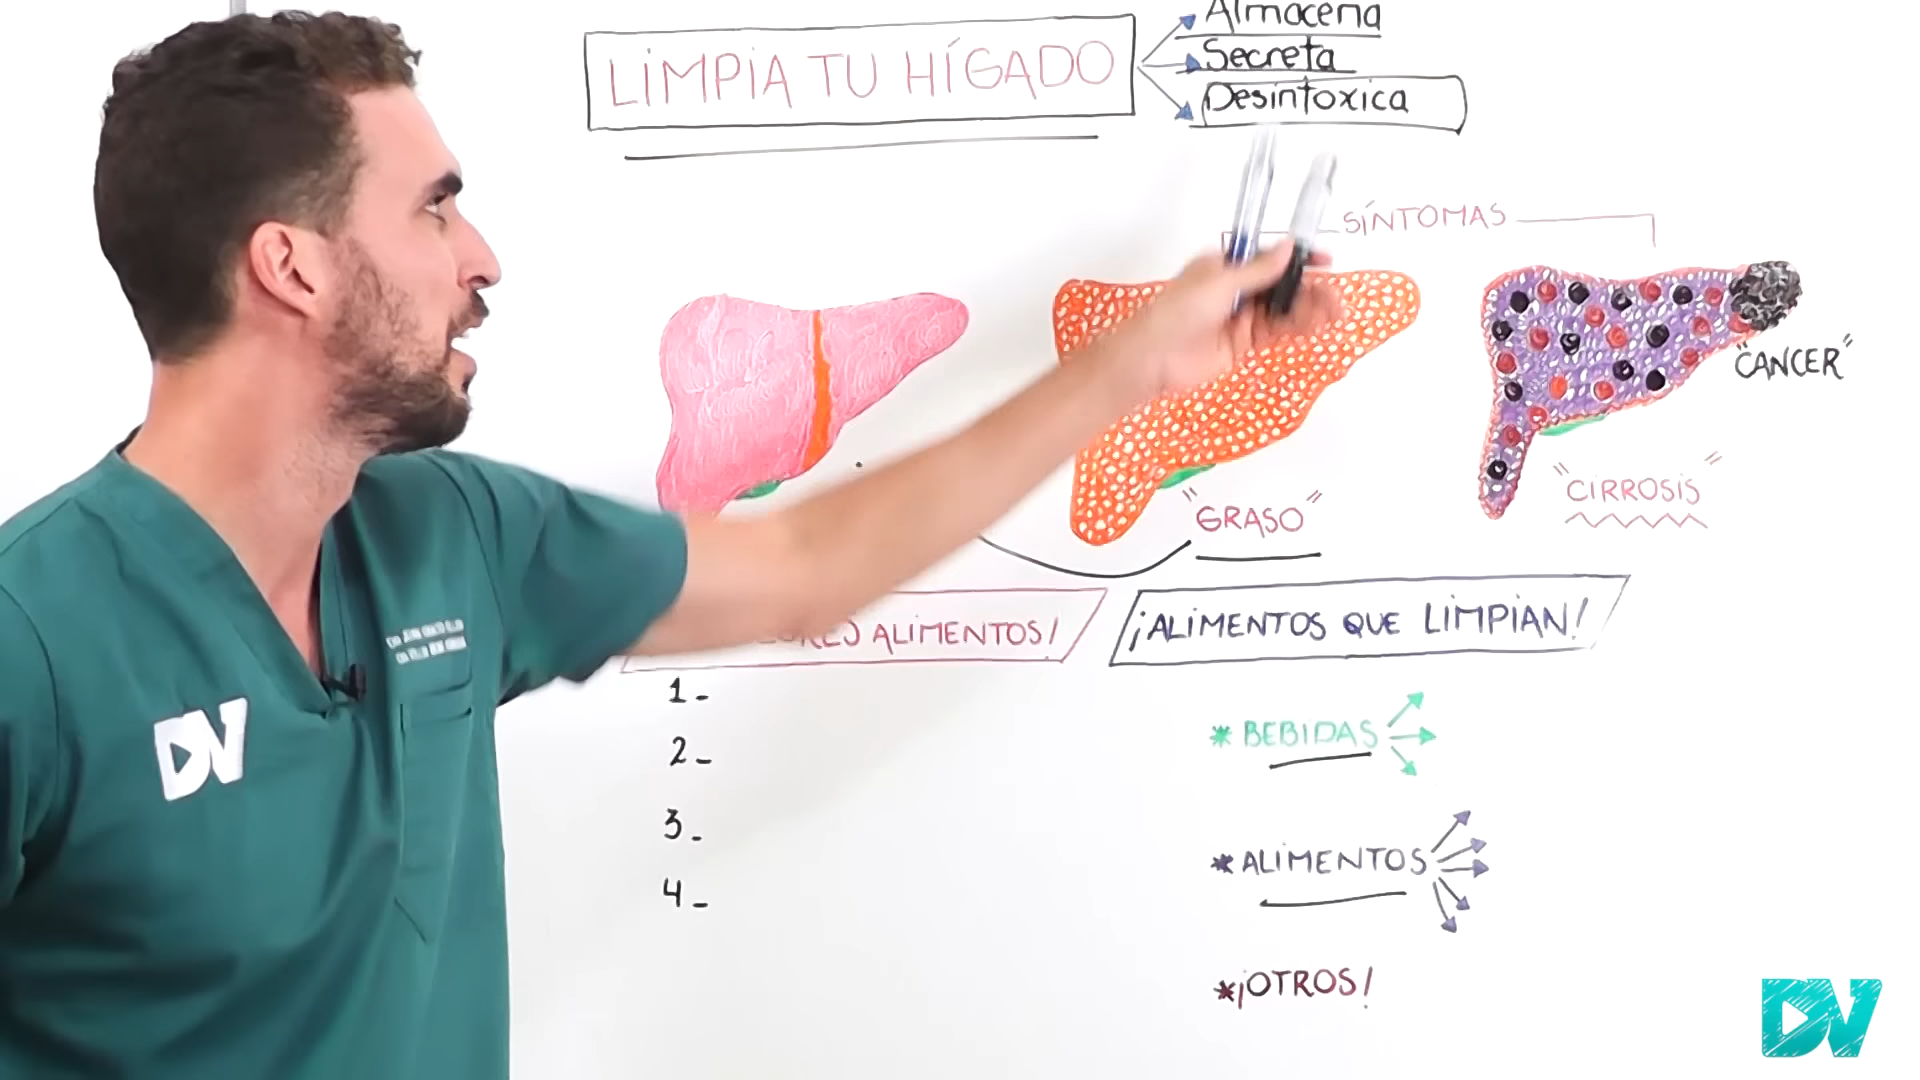 LIMPIA TU HÍGADO
Almacena
Secreta
Desintoxica
SÍNTOMAS
"CANCER"
"GRASO"
"CIRROSIS"
ALIMENTOS!
¡ALIMENTOS QUE LIMPIAN!
1-
2-
3-
4-
* BEBIDAS
* ALIMENTOS
* ¡OTROS!
DV
DV